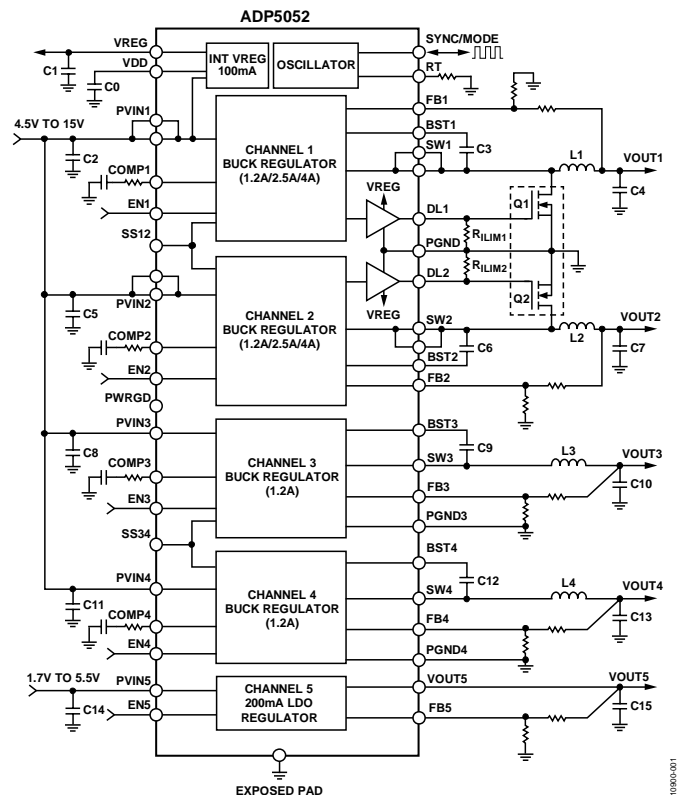 ADP5052
VREG
VDD
C1
C0
INT VREG
100mA
OSCILLATOR
SYNC/MODE
RT
4.5V TO 15V
PVIN1
C2
COMP1
EN1
SS12
CHANNEL 1
BUCK REGULATOR
(1.2A/2.5A/4A)
FB1
BST1
SW1
C3
L1
VOUT1
C4
VREG
DL1
Q1
RILIM1
PGND
RILIM2
DL2
Q2
VREG
PVIN2
C5
COMP2
EN2
PWRGD
CHANNEL 2
BUCK REGULATOR
(1.2A/2.5A/4A)
SW2
C6
BST2
FB2
L2
VOUT2
C7
PVIN3
C8
COMP3
EN3
SS34
CHANNEL 3
BUCK REGULATOR
(1.2A)
BST3
C9
SW3
FB3
PGND3
L3
VOUT3
C10
PVIN4
C11
COMP4
EN4
CHANNEL 4
BUCK REGULATOR
(1.2A)
BST4
C12
SW4
FB4
PGND4
L4
VOUT4
C13
1.7V TO 5.5V
PVIN5
C14
EN5
CHANNEL 5
200mA LDO
REGULATOR
VOUT5
FB5
VOUT5
C15
EXPOSED PAD
10900-001